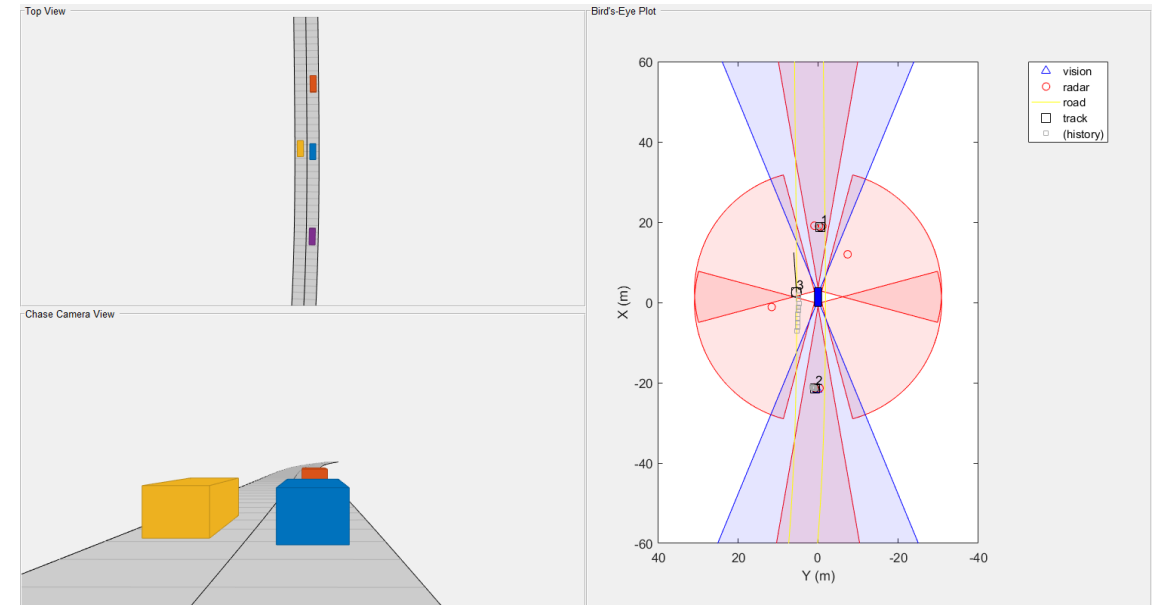 Top View
Chase Camera View
Bird's-Eye Plot
60
40
20
0
-20
-40
-60
X (m)
40
20
0
-20
-40
Y (m)
1
3
2
vision
radar
road
track
(history)